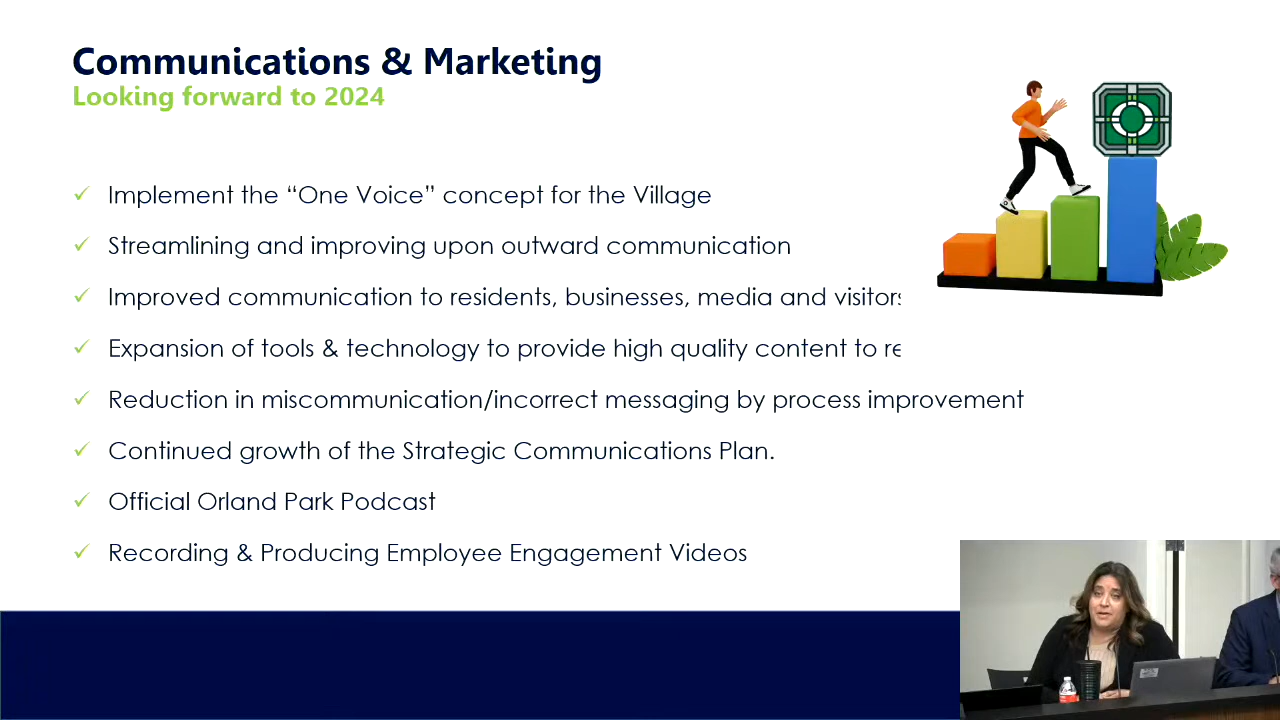 Communications & Marketing
Looking forward to 2024
Implement the “One Voice” concept for the Village
Streamlining and improving upon outward communication
Improved communication to residents, businesses, media and visitors
Expansion of tools & technology to provide high quality content to re
Reduction in miscommunication/incorrect messaging by process improvement
Continued growth of the Strategic Communications Plan.
Official Orland Park Podcast
Recording & Producing Employee Engagement Videos